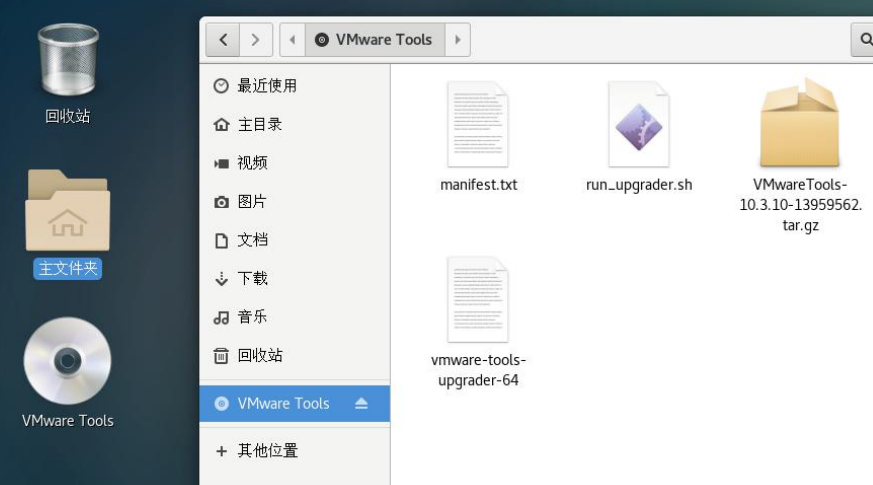 回收站
主文件夹
VMware Tools
VMware Tools
最近使用
主目录
视频
图片
文档
下载
音乐
回收站
VMware Tools
其他位置
manifest.txt
run_upgrader.sh
VMwareTools-
10.3.10-13959562.
tar.gz
vmware-tools-
upgrader-64